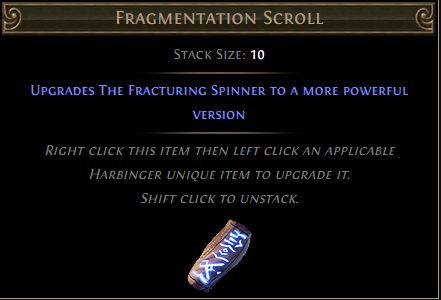 Fragmentation Scroll
Stack Size: 10
Upgrades The Fracturing Spinner to a more powerful
version
Right click this item then left click an applicable
Harbinger unique item to upgrade it.
Shift click to unstack.